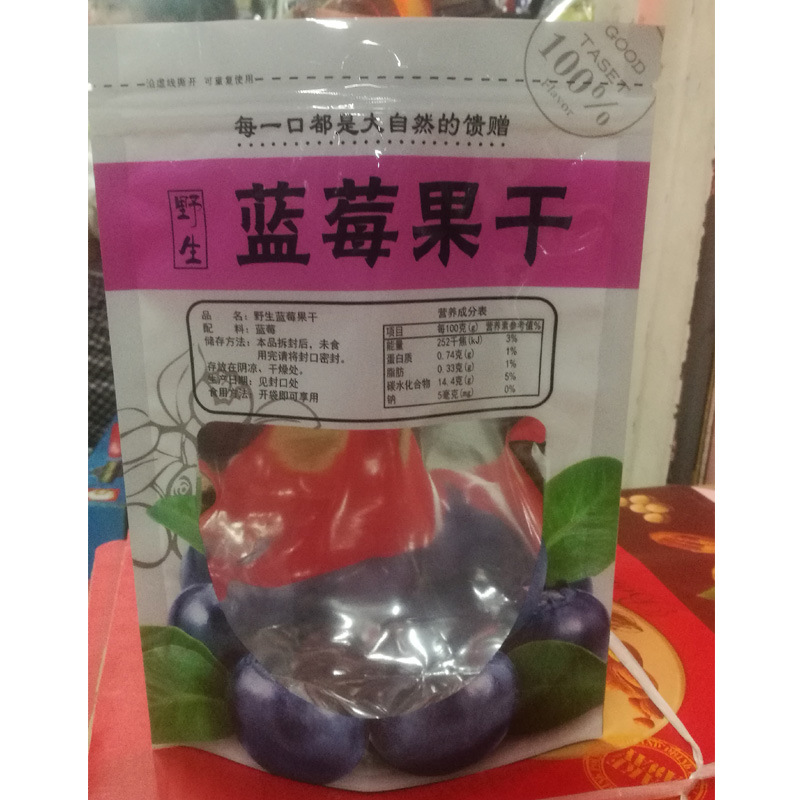 沿虚线撕开 可重复使用
GOOD
TASET
100%
Flavor
每一口都是大自然的馈赠
野生
蓝莓果干
品 名：野生蓝莓果干
配 料：蓝莓
储存方法：本品拆封后，未食
用完请将封口密封。
存放在阴凉、干燥处。
生产日期：见封口处
食用方法：开袋即可享用
营养成分表
项目 每100克(g) 营养素参考值%
能量 252千焦(kJ) 3%
蛋白质 0.74克(g) 1%
脂肪 0.33克(g) 1%
碳水化合物 14.4克(g) 5%
钠 5毫克(mg) 0%